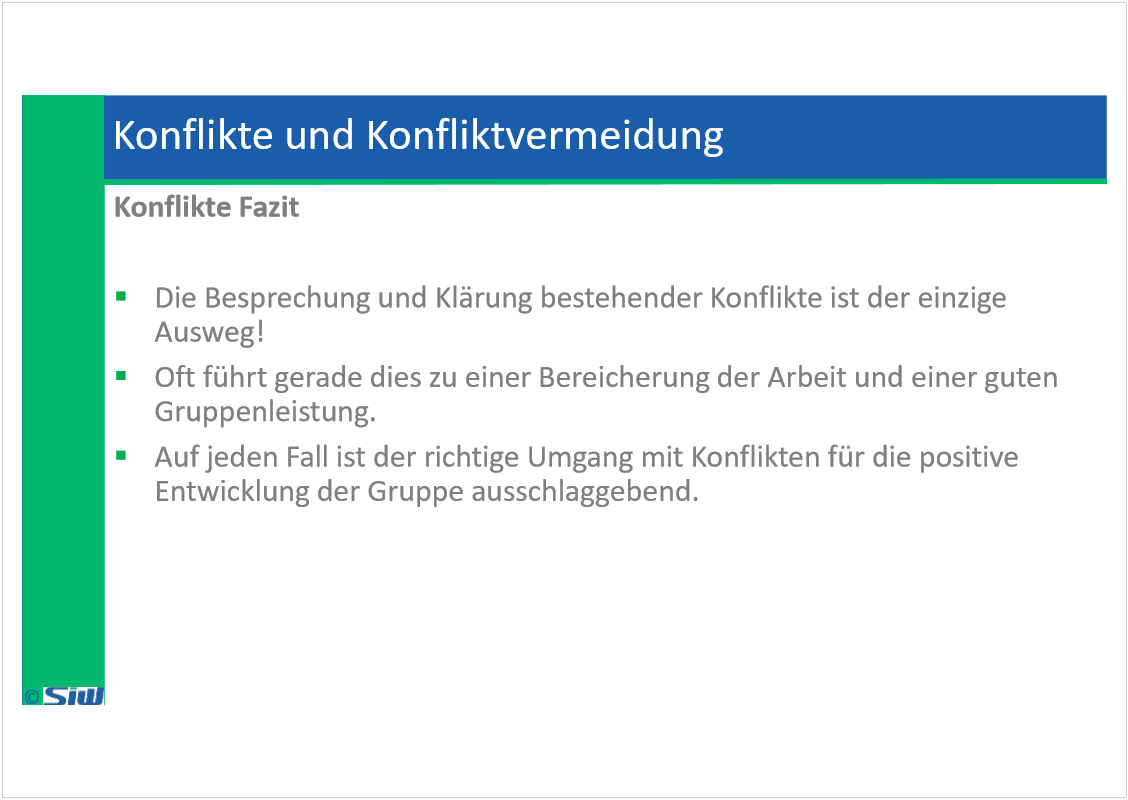 Konflikte und Konfliktvermeidung
Konflikte Fazit
▪ Die Besprechung und Klärung bestehender Konflikte ist der einzige
Ausweg!
▪ Oft führt gerade dies zu einer Bereicherung der Arbeit und einer guten
Gruppenleistung.
▪ Auf jeden Fall ist der richtige Umgang mit Konflikten für die positive
Entwicklung der Gruppe ausschlaggebend.
© SiW